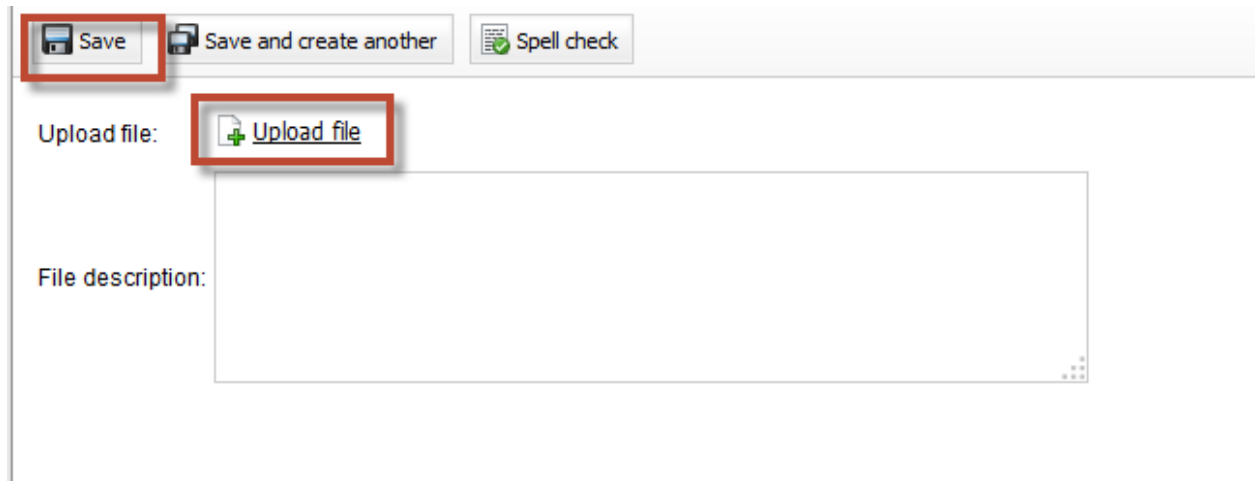 Save Save and create another Spell check
Upload file: Upload file
File description: